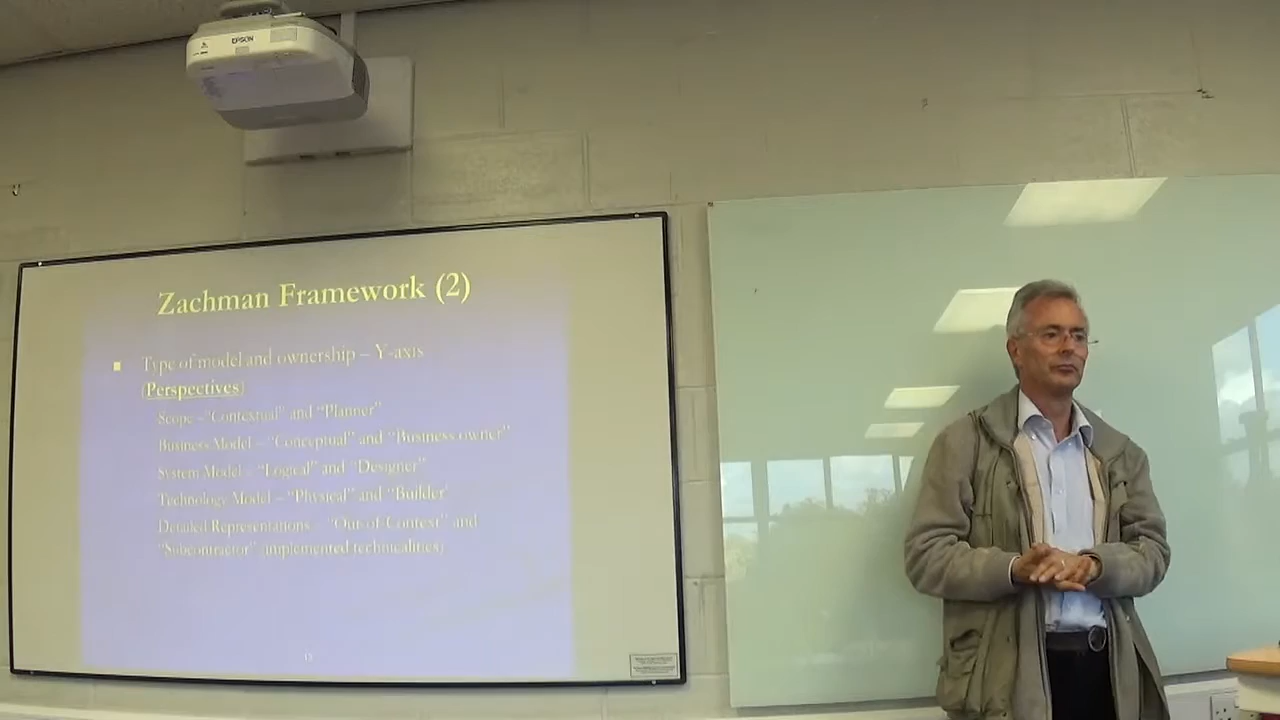 EPSON
Zachman Framework (2)
Type of model and ownership – Y-axis
(Perspectives)
Scope –“Contextual” and “Planner”
Business Model – “Conceptual” and “Business owner”
System Model – “Logical” and “Designer”
Technology Model – “Physical” and “Builder”
Detailed Representations – “Out-of-Context” and
“Subcontractor” (implemented technicalities)